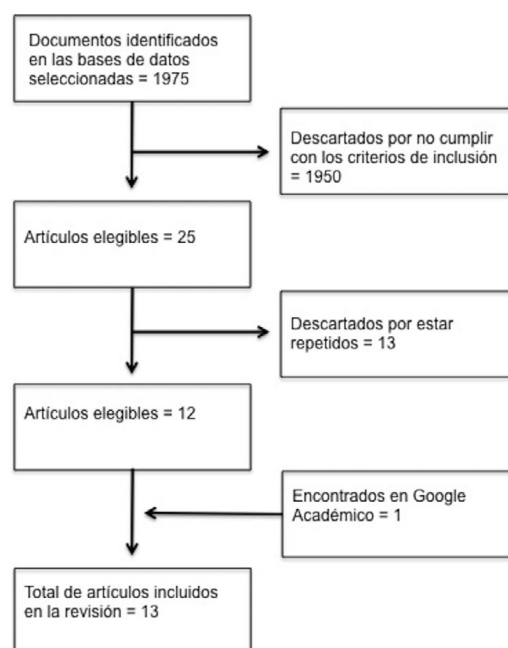 Documentos identificados
en las bases de datos
seleccionadas = 1975
Descartados por no cumplir
con los criterios de inclusión
= 1950
Artículos elegibles = 25
Descartados por estar
repetidos = 13
Artículos elegibles = 12
Encontrados en Google
Académico = 1
Total de artículos incluidos
en la revisión = 13